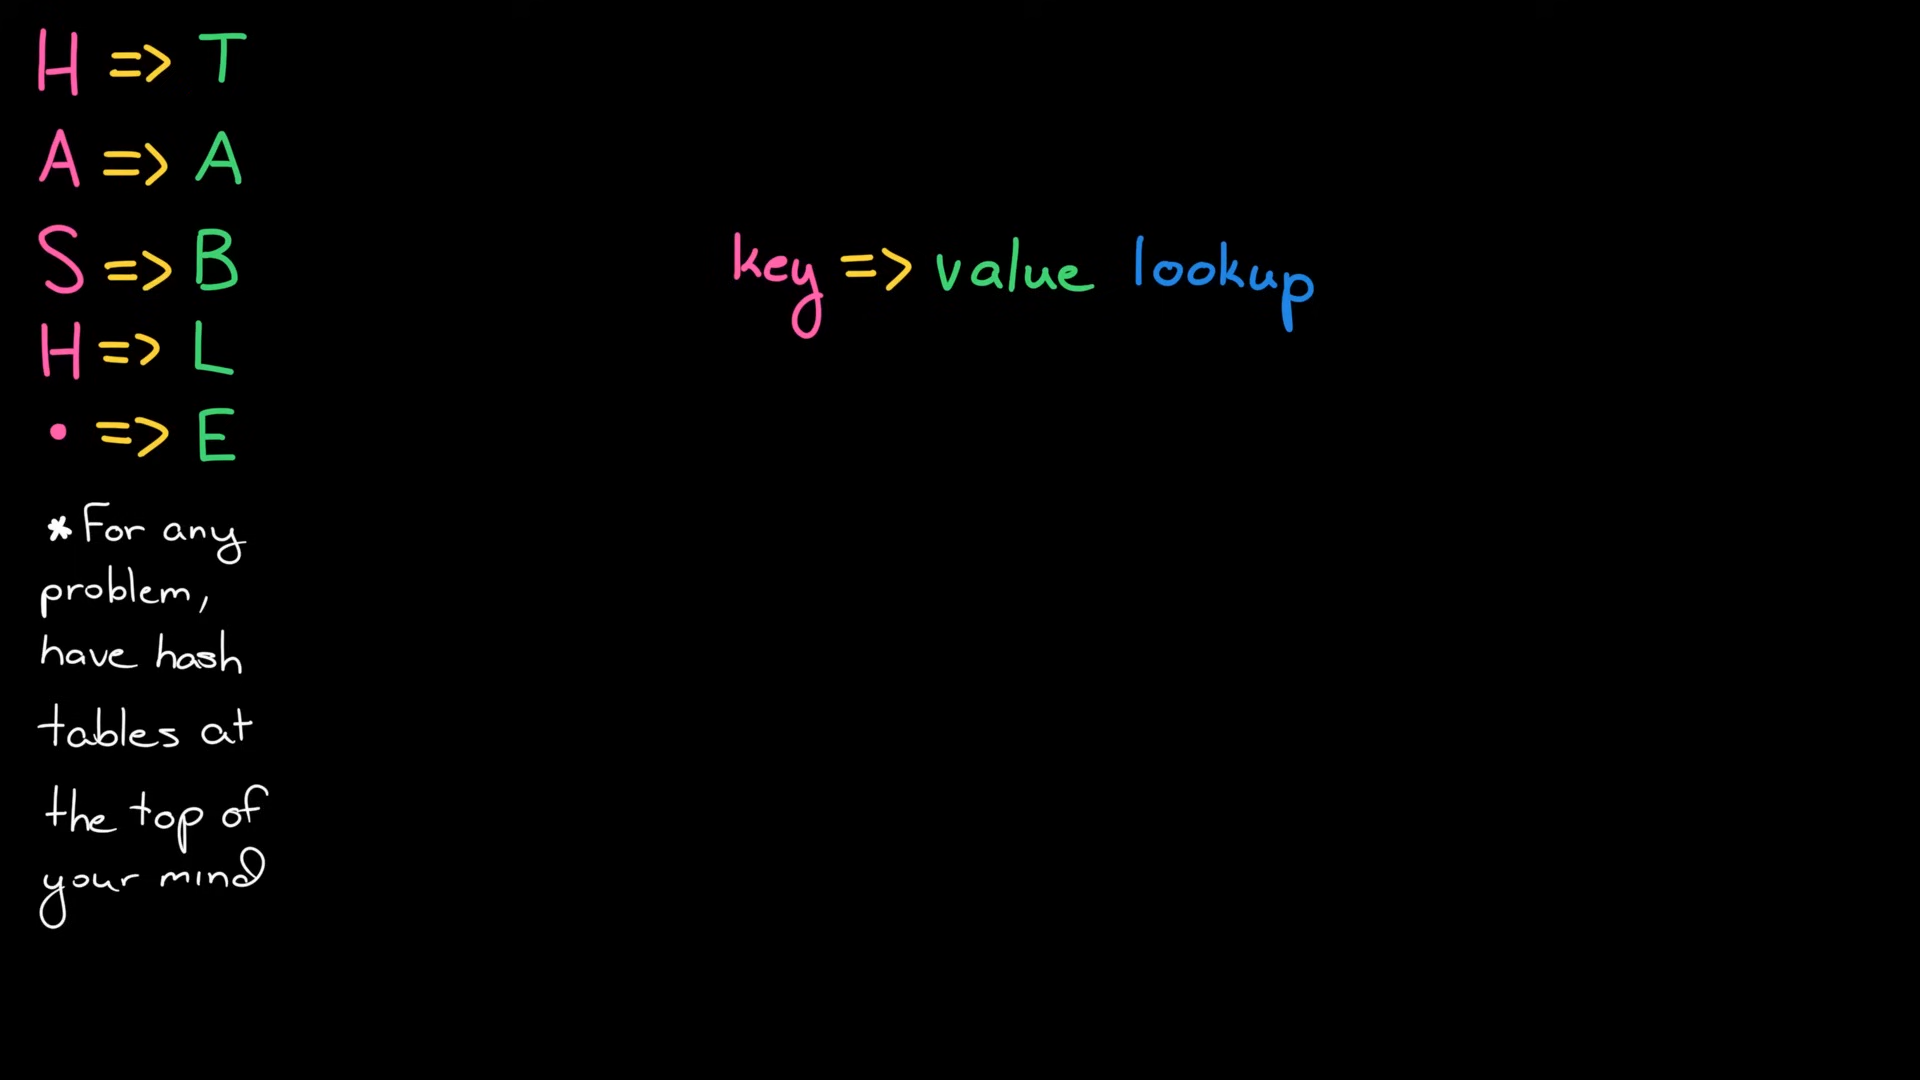 H => T
A => A
S => B
H => L
• => E
key => value lookup
*For any
problem,
have hash
tables at
the top of
your mind